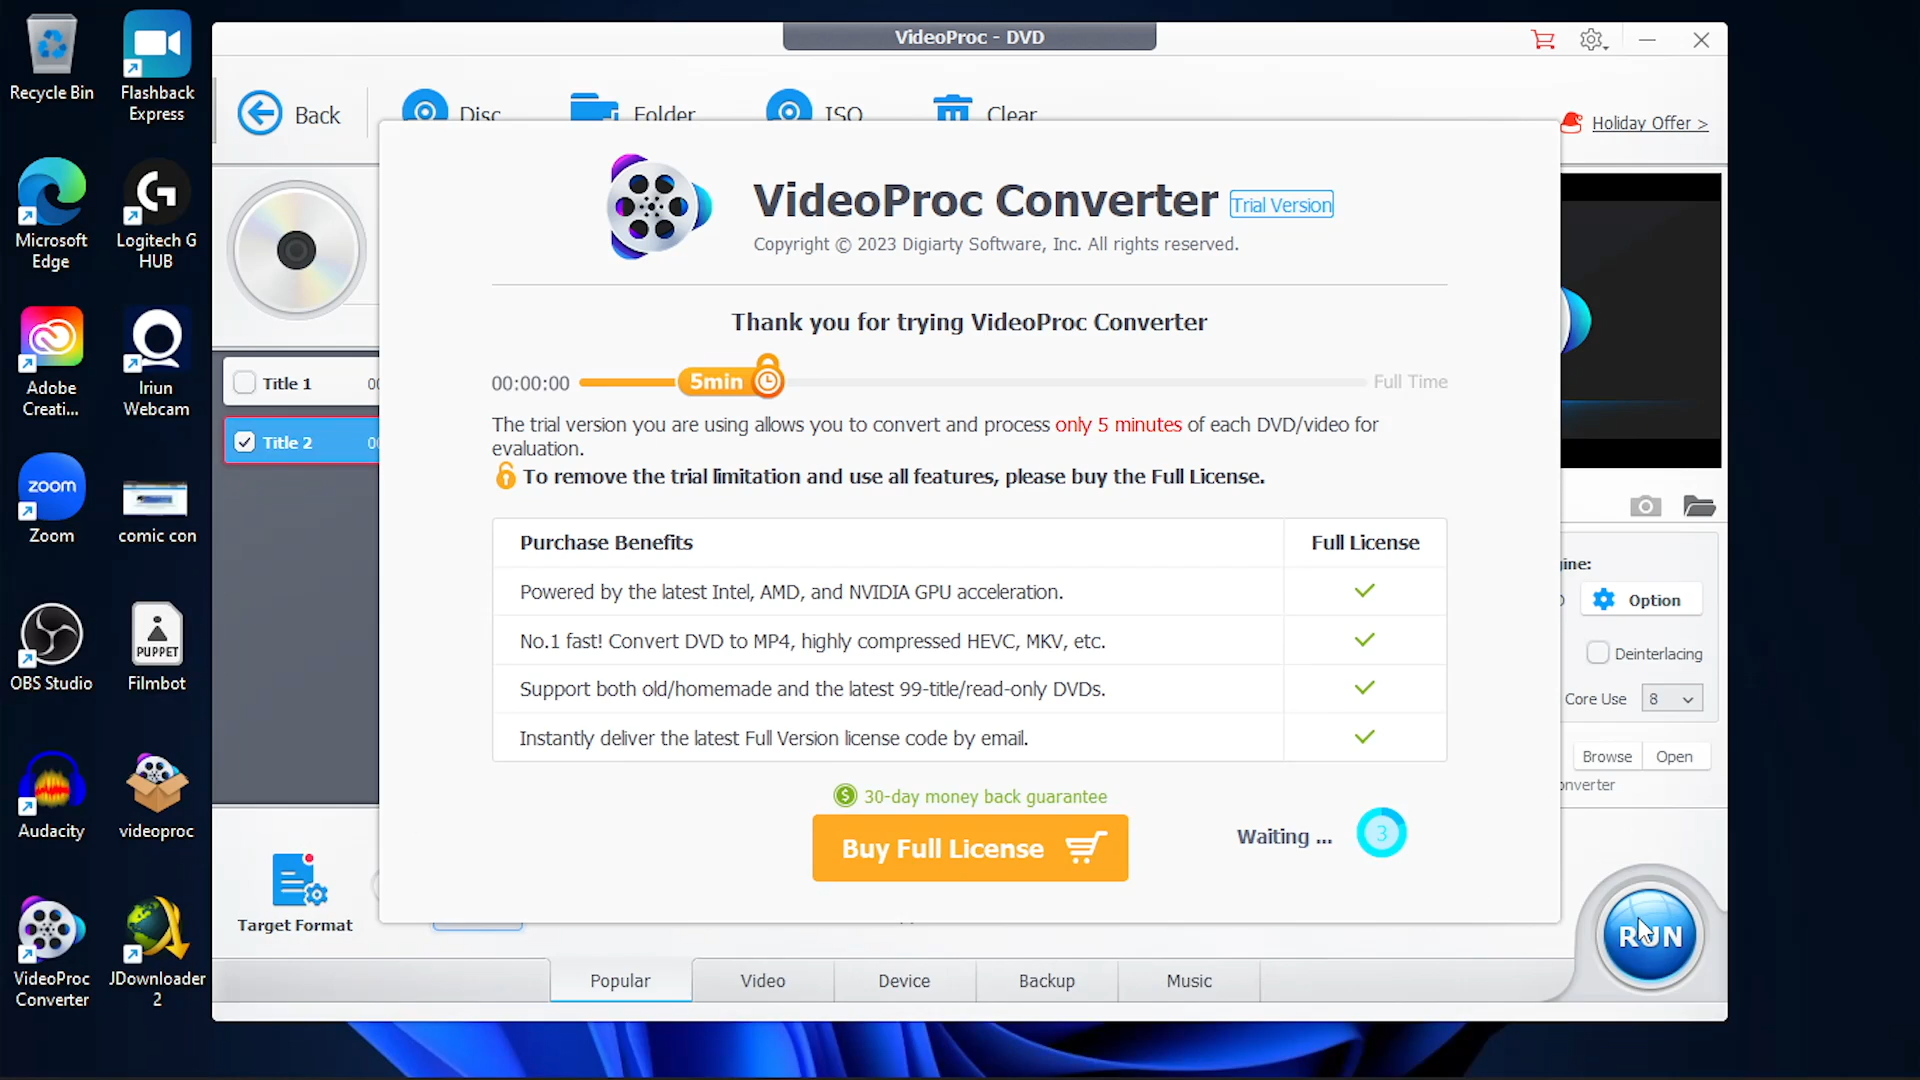 Recycle Bin
Flashback
Express
Microsoft
Edge
Logitech G
HUB
Adobe
Creati...
Iriun
Webcam
zoom
Zoom
comic con
OBS Studio
PUPPET
Filmbot
Audacity
videoproc
VideoProc
Converter
JDownloader
2
VideoProc - DVD
Back
Disc
Folder
ISO
Clear
Holiday Offer >
VideoProc Converter Trial Version
Copyright © 2023 Digiarty Software, Inc. All rights reserved.
Thank you for trying VideoProc Converter
00:00:00 5min Full Time
The trial version you are using allows you to convert and process only 5 minutes of each DVD/video for
evaluation.
To remove the trial limitation and use all features, please buy the Full License.
Purchase Benefits Full License
Powered by the latest Intel, AMD, and NVIDIA GPU acceleration.
No.1 fast! Convert DVD to MP4, highly compressed HEVC, MKV, etc.
Support both old/homemade and the latest 99-title/read-only DVDs.
Instantly deliver the latest Full Version license code by email.
30-day money back guarantee
Buy Full License
Waiting ... 3
Title 1 00
Title 2 00
gine:
Option
Deinterlacing
Core Use 8
Browse Open
onverter
Target Format
RUN
Popular
Video
Device
Backup
Music